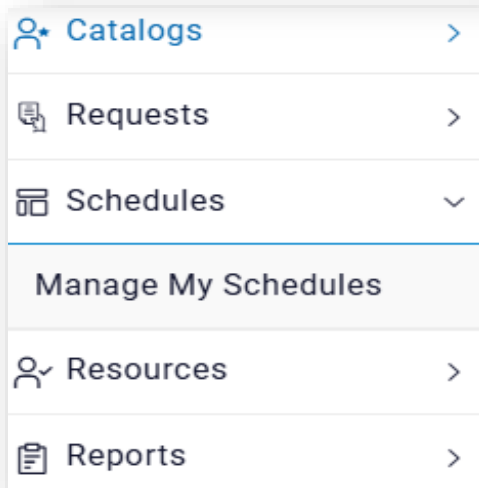 Catalogs
Requests
Schedules
Manage My Schedules
Resources
Reports